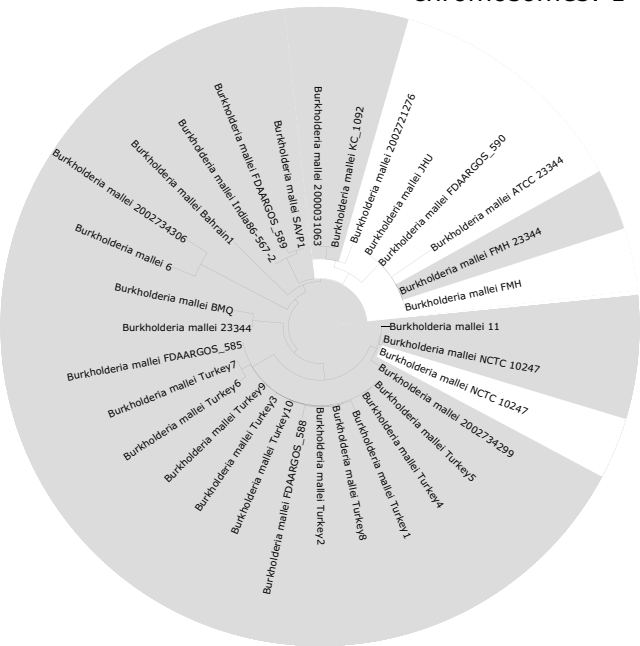 Burkholderia mallei 2000031063
Burkholderia mallei KC_1092
Burkholderia mallei 2002721276
Burkholderia mallei JHU
Burkholderia mallei FDAARGOS_590
Burkholderia mallei ATCC 23344
Burkholderia mallei FMH 23344
Burkholderia mallei FMH
Burkholderia mallei 11
Burkholderia mallei NCTC 10247
Burkholderia mallei NCTC 10247
Burkholderia mallei 2002734299
Burkholderia mallei Turkey5
Burkholderia mallei Turkey4
Burkholderia mallei Turkey1
Burkholderia mallei Turkey8
Burkholderia mallei Turkey2
Burkholderia mallei FDAARGOS_588
Burkholderia mallei Turkey10
Burkholderia mallei Turkey3
Burkholderia mallei Turkey9
Burkholderia mallei Turkey6
Burkholderia mallei Turkey7
Burkholderia mallei FDAARGOS_585
Burkholderia mallei 23344
Burkholderia mallei BMQ
Burkholderia mallei 6
Burkholderia mallei 2002734306
Burkholderia mallei Bahrain1
Burkholderia mallei India86-567-2
Burkholderia mallei FDAARGOS_589
Burkholderia mallei SAVP1